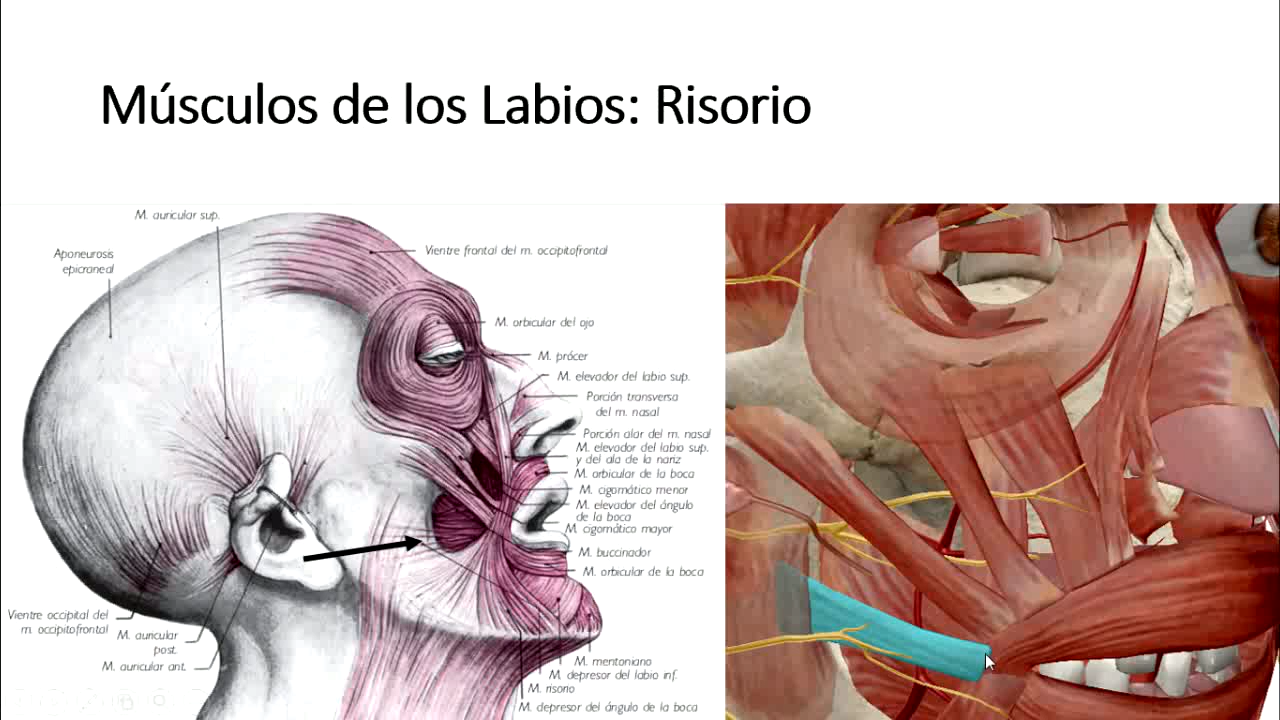 Músculos de los Labios: Risorio
M. auricular sup.
Aponeurosis
epicraneal
Vientre frontal del m. occipitofrontal
M. orbicular del ojo
M. prócer
M. elevador del labio sup.
Porción transversa
del m. nasal
Porción alar del m. nasal
M. elevador del labio sup.
y del ala de la nariz
M. orbicular de la boca
M. cigomático menor
M. elevador del ángulo
de la boca
M. cigomático mayor
M. buccinador
M. orbicular de la boca
Vientre occipital del
m. occipitofrontal
M. auricular
post.
M. auricular ant.
M. mentoniano
M. depresor del labio inf.
M. risorio
M. depresor del ángulo de la boca